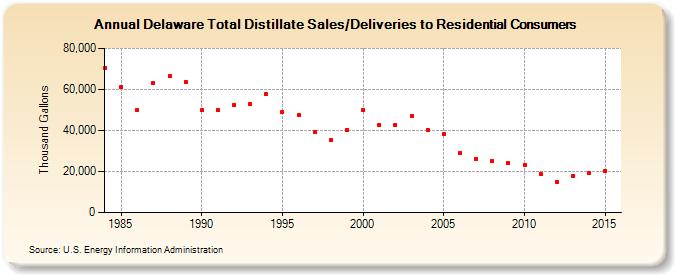 Annual Delaware Total Distillate Sales/Deliveries to Residential Consumers
Thousand Gallons
80,000
60,000
40,000
20,000
0
1985 1990 1995 2000 2005 2010 2015
Source: U.S. Energy Information Administration